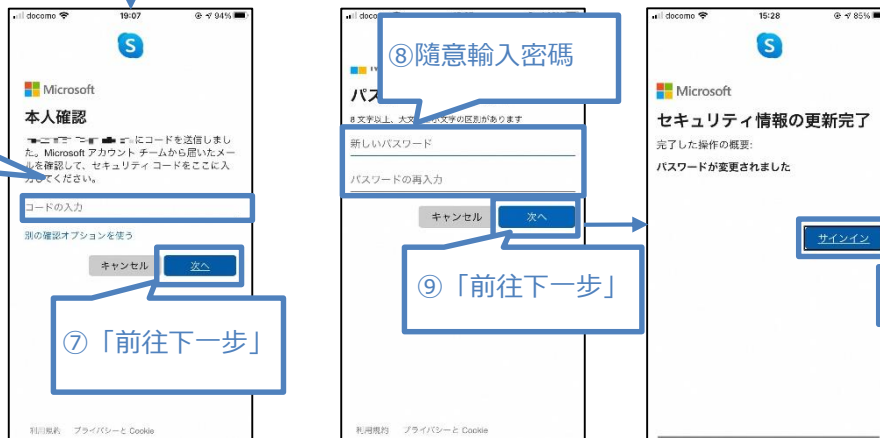 docomo 19:07 94%
Microsoft
本人確認
にコードを送信しまし
た。Microsoft アカウント チームから届いたメー
ルを確認して、セキュリティ コードをここに入
力してください。
コードの入力
別の確認オプションを使う
キャンセル 次へ
⑦「前往下一步」
利用規約 プライバシーと Cookie
⑧隨意輸入密碼
パス
8 文字以上、大文 文字の区別があります
新しいパスワード
パスワードの再入力
キャンセル 次へ
⑨「前往下一步」
利用規約 プライバシーと Cookie
docomo 15:28 85%
Microsoft
セキュリティ情報の更新完了
完了した操作の概要:
パスワードが変更されました
サインイン